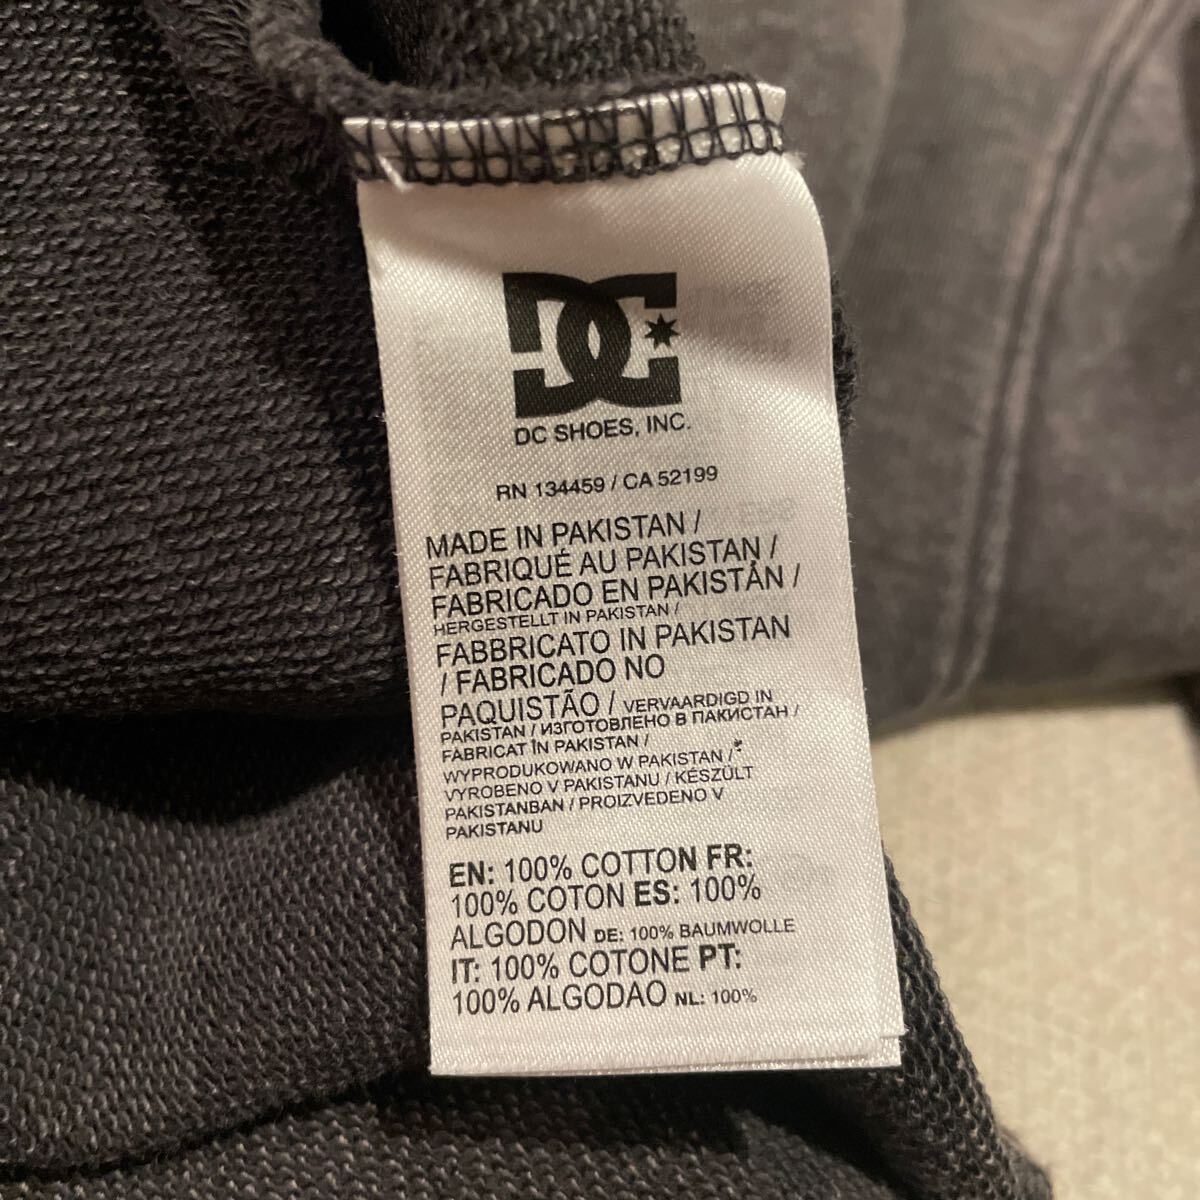 DC
DC SHOES, INC.
RN 134459 / CA 52199
MADE IN PAKISTAN /
FABRIQUÉ AU PAKISTAN /
FABRICADO EN PAKISTÁN /
HERGESTELLT IN PAKISTAN /
FABBRICATO IN PAKISTAN
/ FABRICADO NO
PAQUISTÃO / VERVAARDIGD IN
PAKISTAN / ИЗГОТОВЛЕНО В ПАКИСТАН /
FABRICAT ÎN PAKISTAN /
WYPRODUKOWANO W PAKISTAN /
VYROBENO V PAKISTANU / KÉSZÜLT
PAKISTANBAN / PROIZVEDENO V
PAKISTANU
EN: 100% COTTON FR:
100% COTON ES: 100%
ALGODON DE: 100% BAUMWOLLE
IT: 100% COTONE PT:
100% ALGODAO NL: 100%